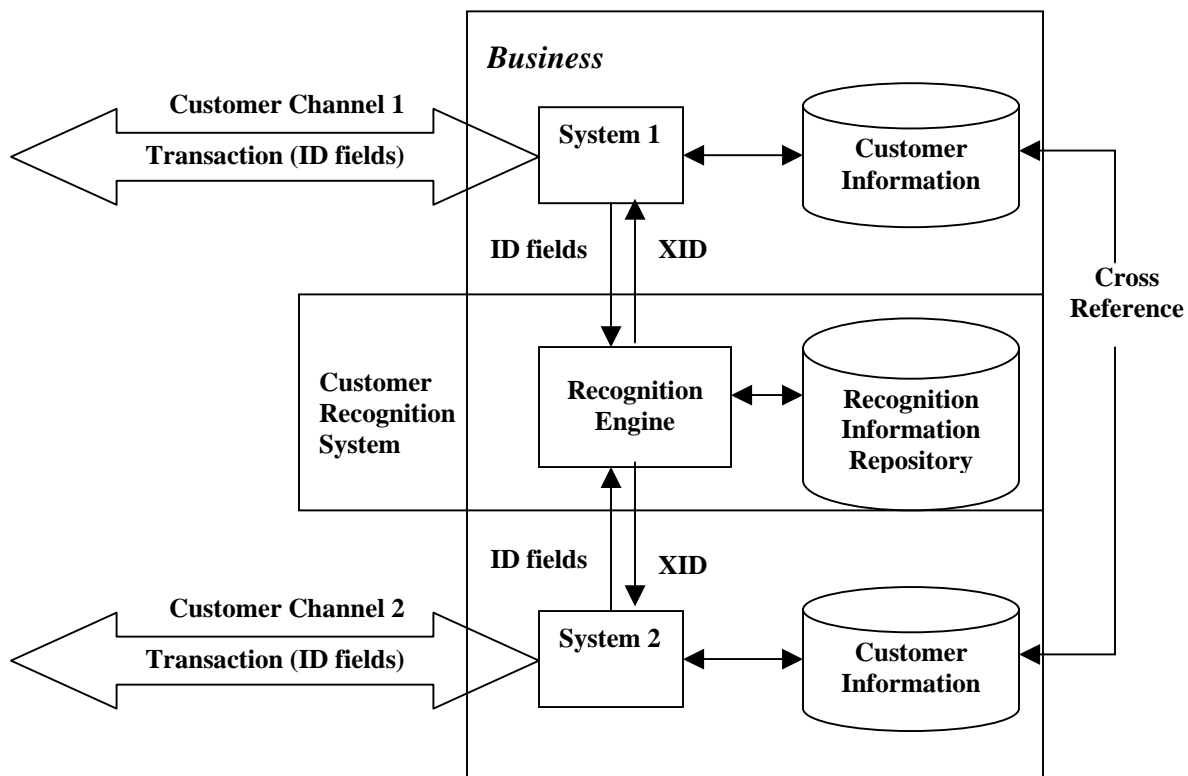 Business
Customer Channel 1
Transaction (ID fields)
System 1
Customer
Information
ID fields
XID
Cross
Reference
Customer
Recognition
System
Recognition
Engine
Recognition
Information
Repository
ID fields
XID
Customer Channel 2
Transaction (ID fields)
System 2
Customer
Information